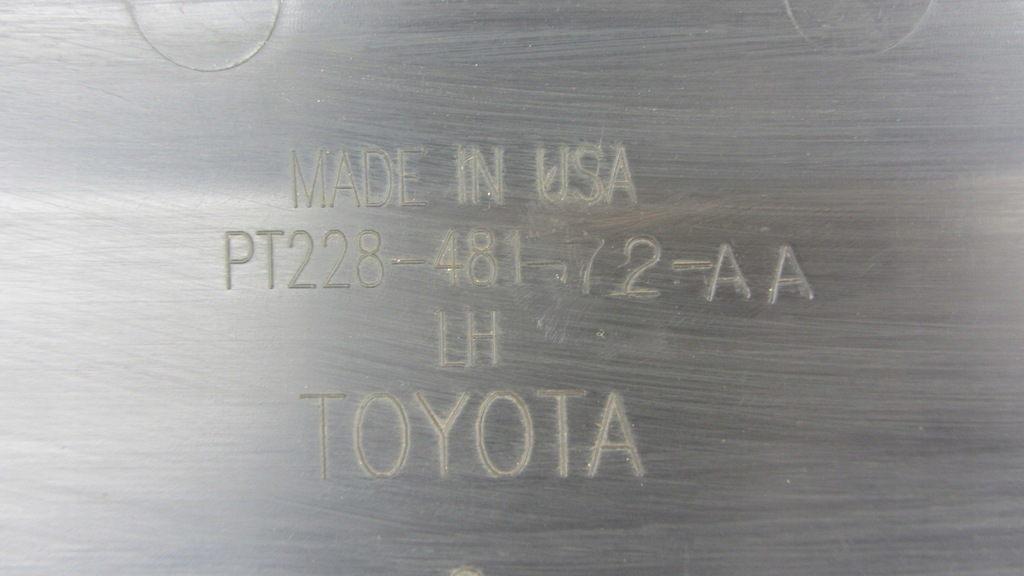 MADE IN USA
PT228-481-72-AA
LH
TOYOTA